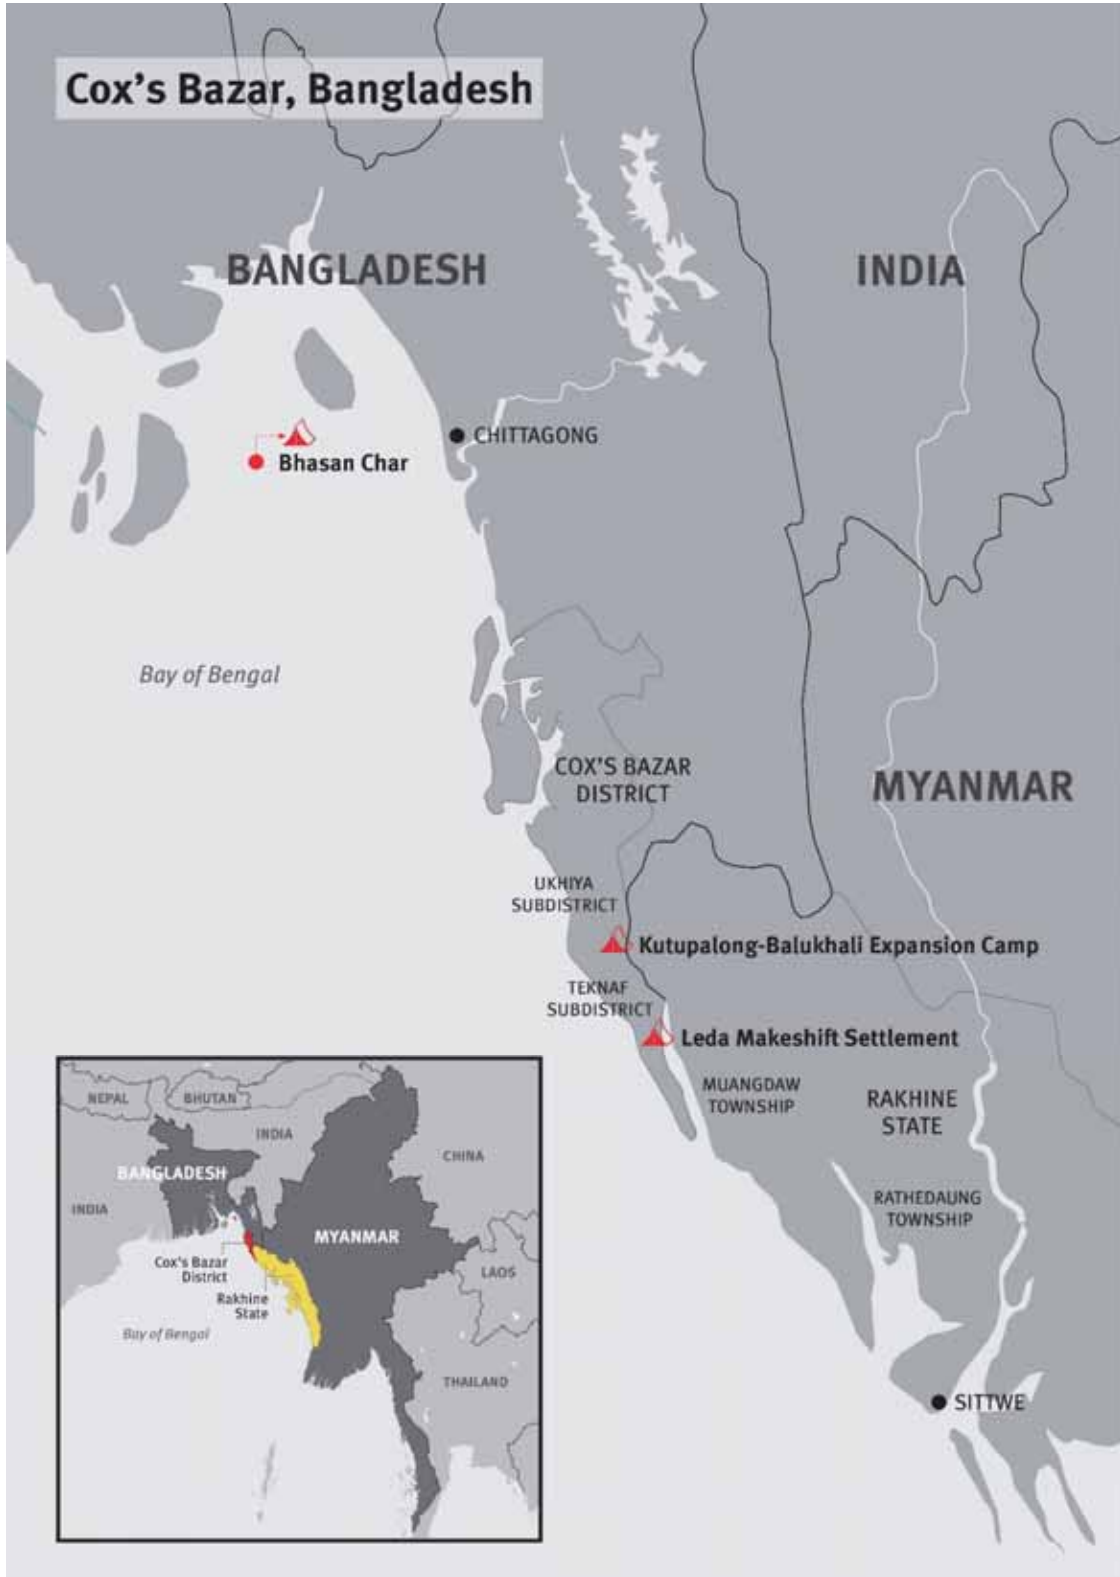 Cox's Bazar, Bangladesh
BANGLADESH
INDIA
CHITTAGONG
Bhasan Char
Bay of Bengal
COX'S BAZAR
DISTRICT
MYANMAR
UKHIYA
SUBDISTRICT
Kutupalong-Balukhali Expansion Camp
TEKNAF
SUBDISTRICT
Leda Makeshift Settlement
MUANGDAW
TOWNSHIP
RAKHINE
STATE
RATHEDAUNG
TOWNSHIP
SITTWE
NEPAL
BHUTAN
INDIA
CHINA
BANGLADESH
INDIA
MYANMAR
Cox's Bazar
District
LAOS
Rakhine
State
Bay of Bengal
THAILAND